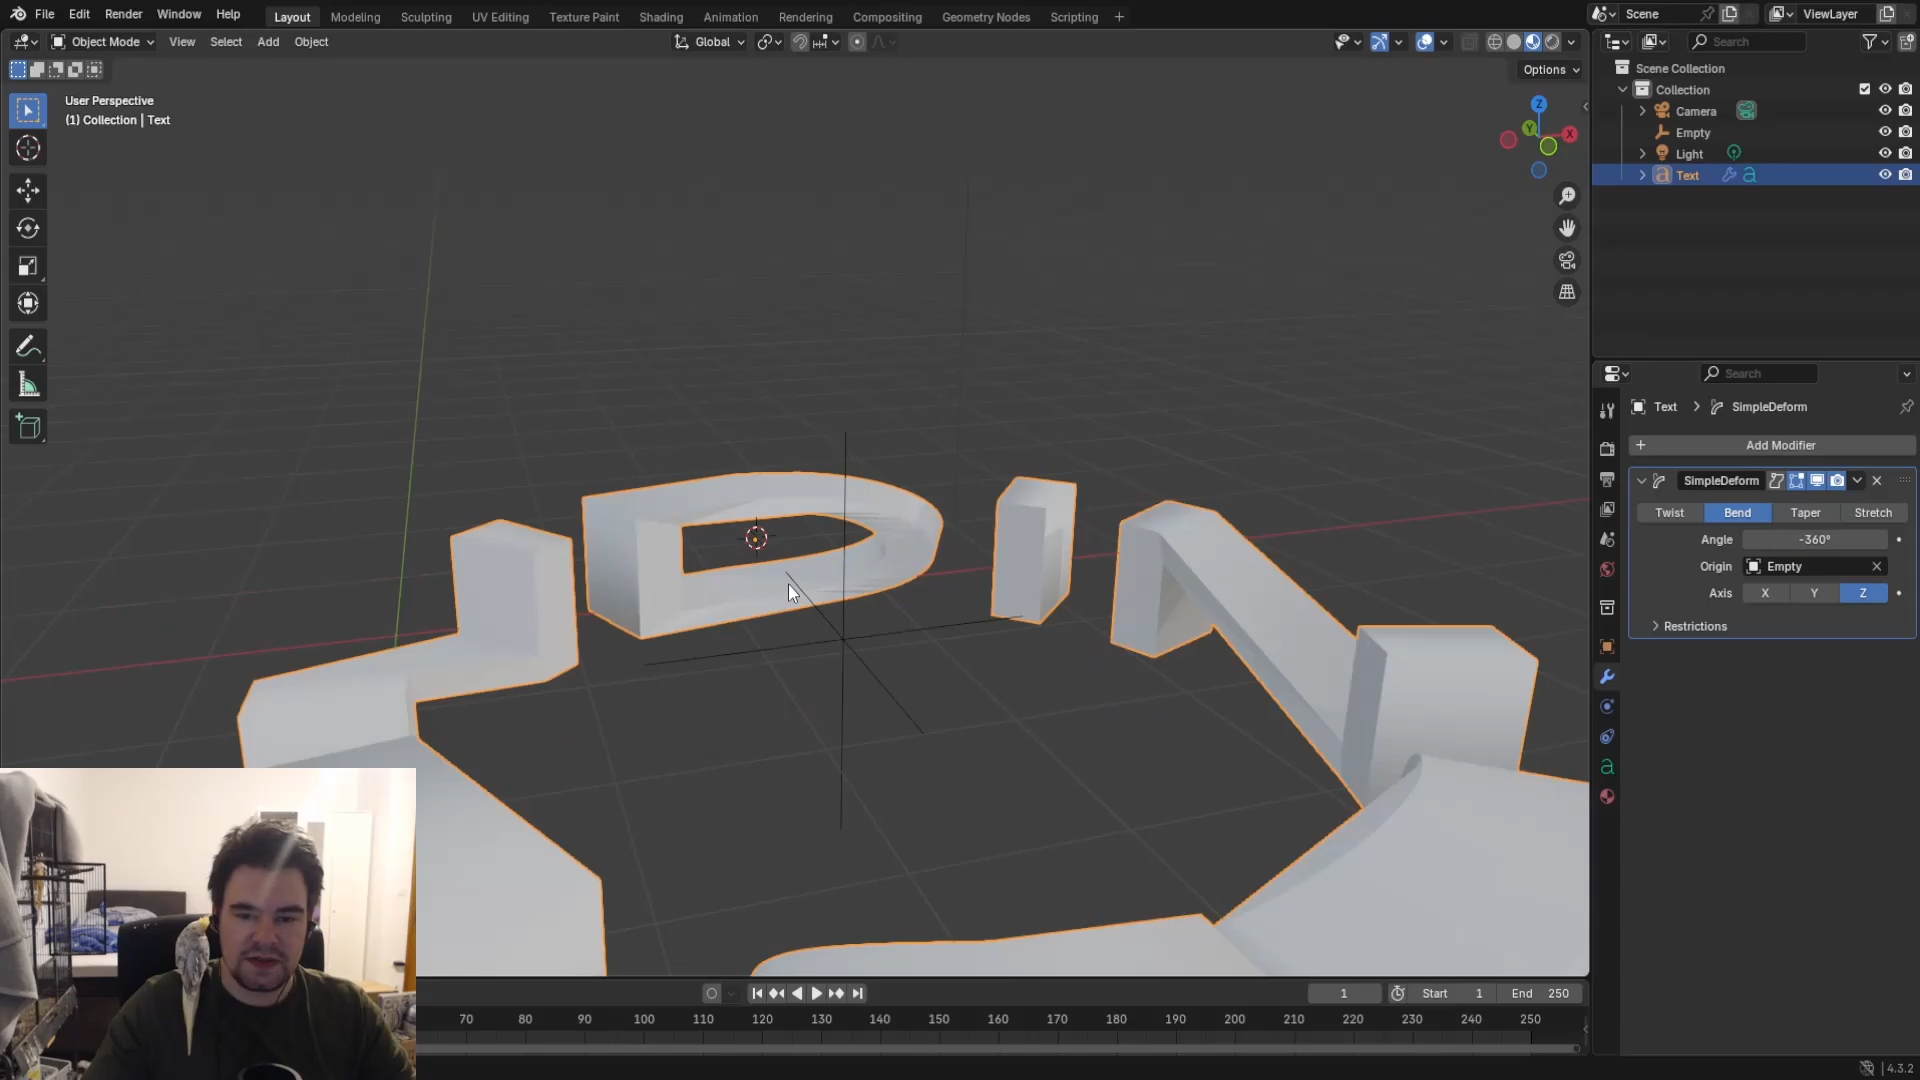 File Edit Render Window Help Layout Modeling Sculpting UV Editing Texture Paint Shading Animation Rendering Compositing Geometry Nodes Scripting + Scene ViewLayer
Object Mode View Select Add Object Global Search
Options
User Perspective
(1) Collection | Text
Z
Y
X
Scene Collection
Collection
Camera
Empty
Light
Text
Search
Text > SimpleDeform
+ Add Modifier
SimpleDeform
Twist Bend Taper Stretch
Angle -360°
Origin Empty
Axis X Y Z
Restrictions
1 Start 1 End 250
70 80 90 100 110 120 130 140 150 160 170 180 190 200 210 220 230 240 250
4.3.2